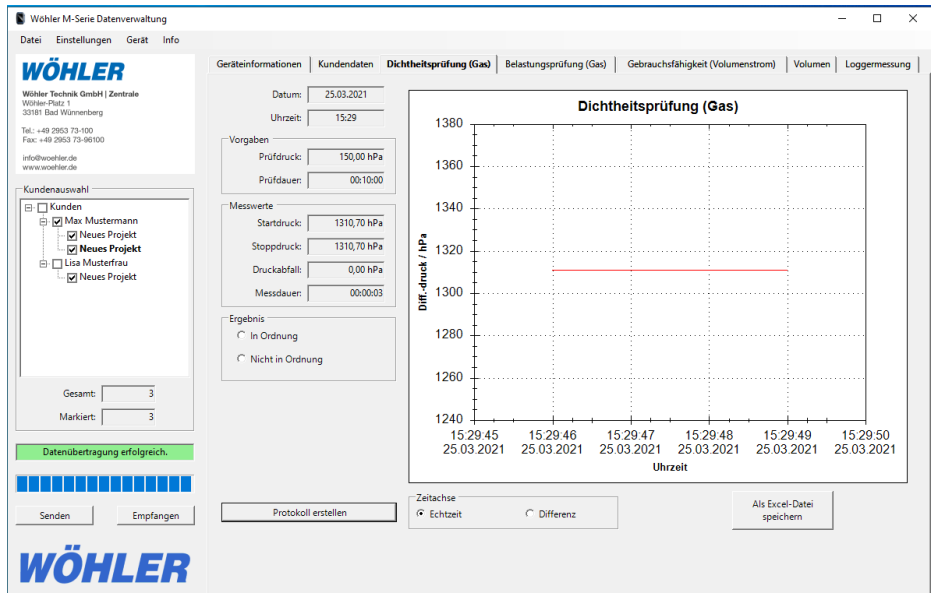 Wöhler M-Serie Datenverwaltung
Datei Einstellungen Gerät Info
WÖHLER
Wöhler Technik GmbH | Zentrale
Wöhler-Platz 1
33181 Bad Wünnenberg
Tel.: +49 2953 73-100
Fax: +49 2953 73-96100
info@woehler.de
www.woehler.de
Kundenauswahl
Kunden
Max Mustermann
Neues Projekt
Neues Projekt
Lisa Musterfrau
Neues Projekt
Gesamt: 3
Markiert: 3
Datenübertragung erfolgreich.
Senden Empfangen
WÖHLER
Geräteinformationen Kundendaten Dichtheitsprüfung (Gas) Belastungsprüfung (Gas) Gebrauchsfähigkeit (Volumenstrom) Volumen Loggermessung
Datum: 25.03.2021
Uhrzeit: 15:29
Vorgaben
Prüfdruck: 150,00 hPa
Prüfdauer: 00:10:00
Messwerte
Startdruck: 1310,70 hPa
Stoppdruck: 1310,70 hPa
Druckabfall: 0,00 hPa
Messdauer: 00:00:03
Ergebnis
In Ordnung
Nicht in Ordnung
Protokoll erstellen
Dichtheitsprüfung (Gas)
Diff.-druck / hPa
1380
1360
1340
1320
1300
1280
1260
1240
15:29:45 15:29:46 15:29:47 15:29:48 15:29:49 15:29:50
25.03.2021 25.03.2021 25.03.2021 25.03.2021 25.03.2021 25.03.2021
Uhrzeit
Zeitachse
Echtzeit Differenz
Als Excel-Datei
speichern